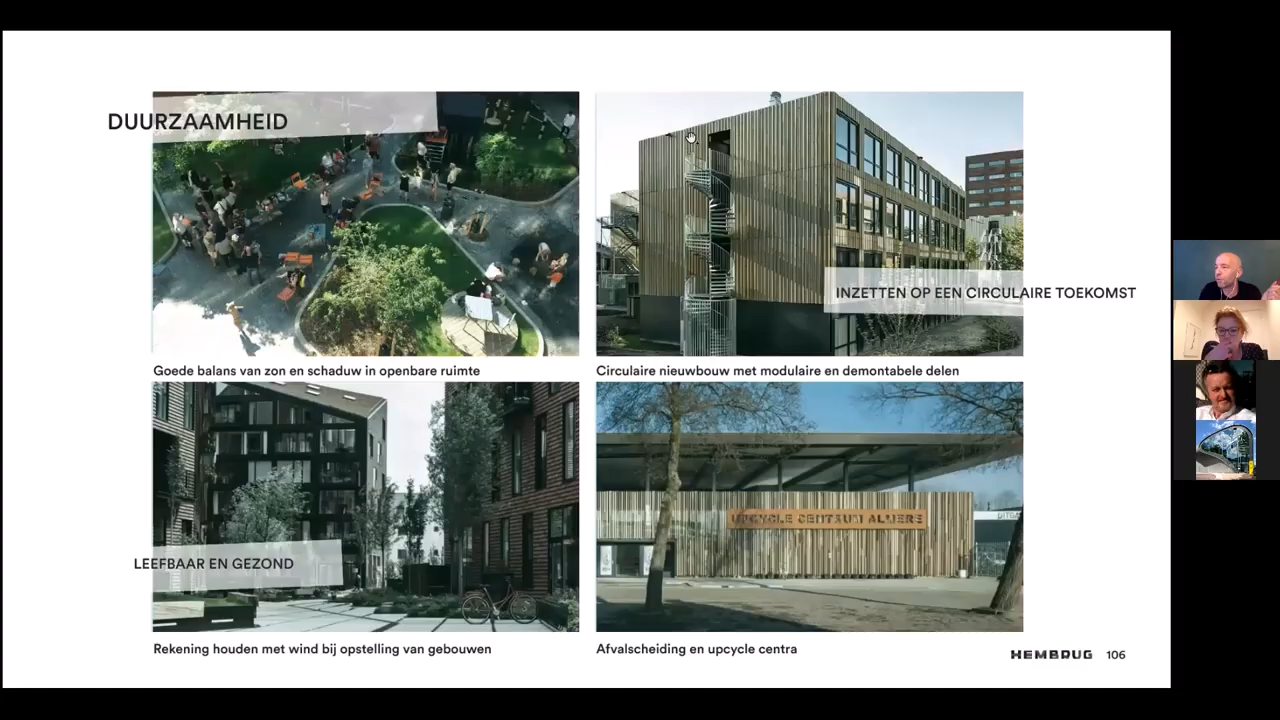 DUURZAAMHEID
INZETTEN OP EEN CIRCULAIRE TOEKOMST
Goede balans van zon en schaduw in openbare ruimte
Circulaire nieuwbouw met modulaire en demontabele delen
UPCYCLE CENTRUM ALMERE
LEEFBAAR EN GEZOND
Rekening houden met wind bij opstelling van gebouwen
Afvalscheiding en upcycle centra
HEMBRUG 106